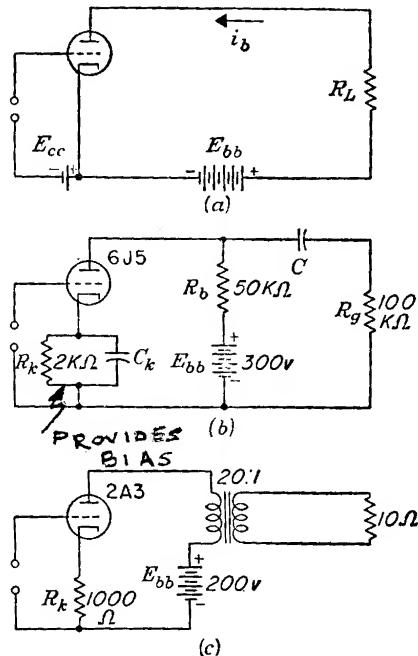 i_b
R_L
E_cc
- +
E_bb
- +
(a)
6J5
C
R_b 50KΩ
R_g 100 KΩ
R_k 2KΩ C_k
+
E_bb 300v
-
(b)
PROVIDES
BIAS
2A3
20:1
10Ω
+
E_bb 200v
-
R_k 1000 Ω
(c)